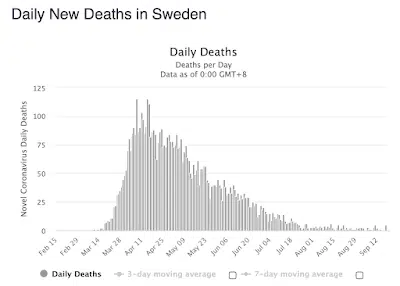 Daily New Deaths in Sweden
Daily Deaths
Deaths per Day
Data as of 0:00 GMT+8
Novel Coronavirus Daily Deaths
125
100
75
50
25
0
Feb 15
Feb 29
Mar 14
Mar 28
Apr 11
Apr 25
May 09
May 23
Jun 06
Jun 20
Jul 04
Jul 18
Aug 01
Aug 15
Aug 29
Sep 12
Daily Deaths
3-day moving average
7-day moving average